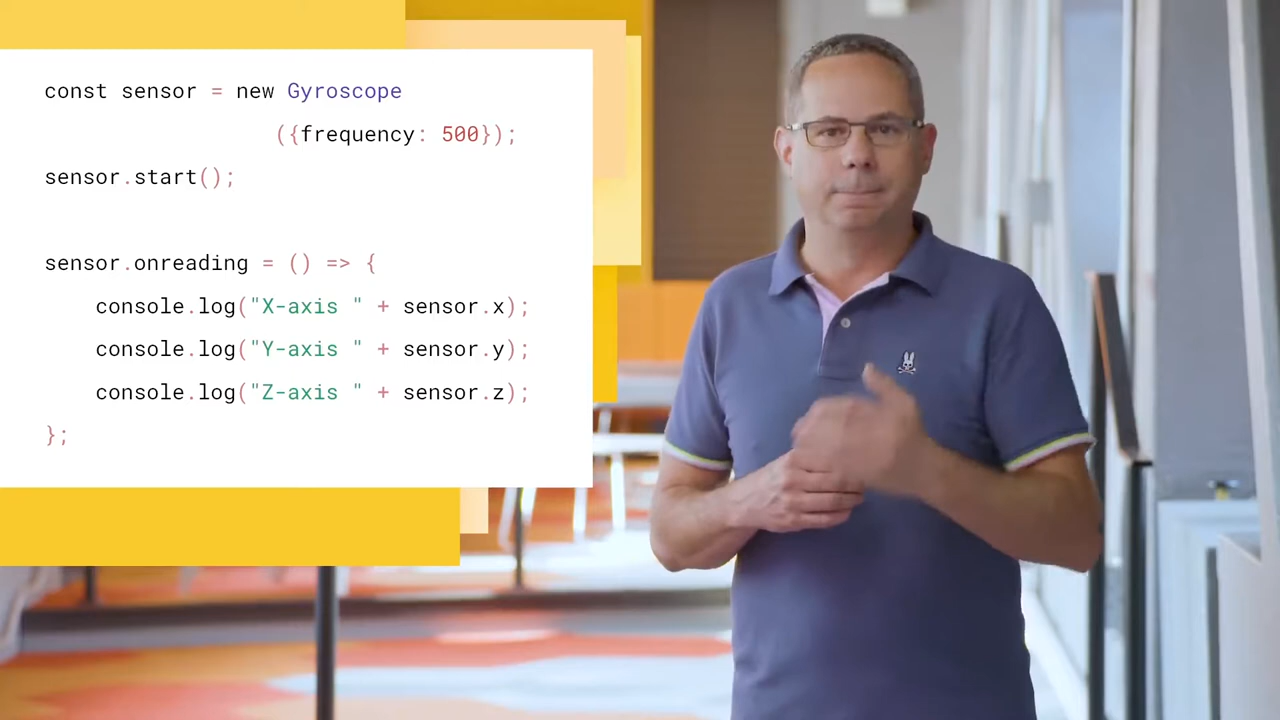 const sensor = new Gyroscope
({frequency: 500});
sensor.start();
sensor.onreading = () => {
console.log("X-axis " + sensor.x);
console.log("Y-axis " + sensor.y);
console.log("Z-axis " + sensor.z);
};